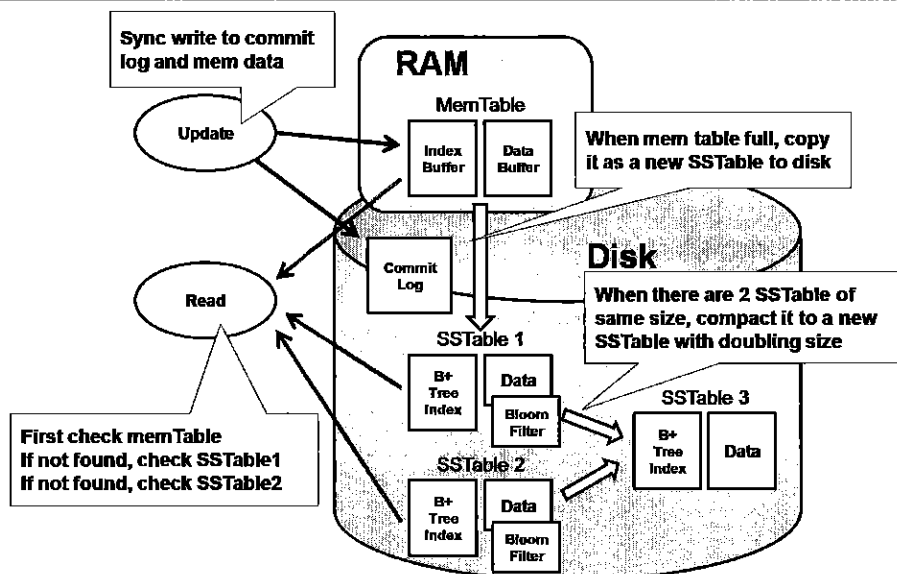 Sync write to commit
log and mem data
RAM
MemTable
Update
Index
Buffer
Data
Buffer
When mem table full, copy
it as a new SSTable to disk
Disk
Commit
Log
Read
When there are 2 SSTable of
same size, compact it to a new
SSTable with doubling size
SSTable 1
B+
Tree
Index
Data
Bloom
Filter
SSTable 3
B+
Tree
Index
Data
First check memTable
If not found, check SSTable1
If not found, check SSTable2
SSTable 2
B+
Tree
Index
Data
Bloom
Filter